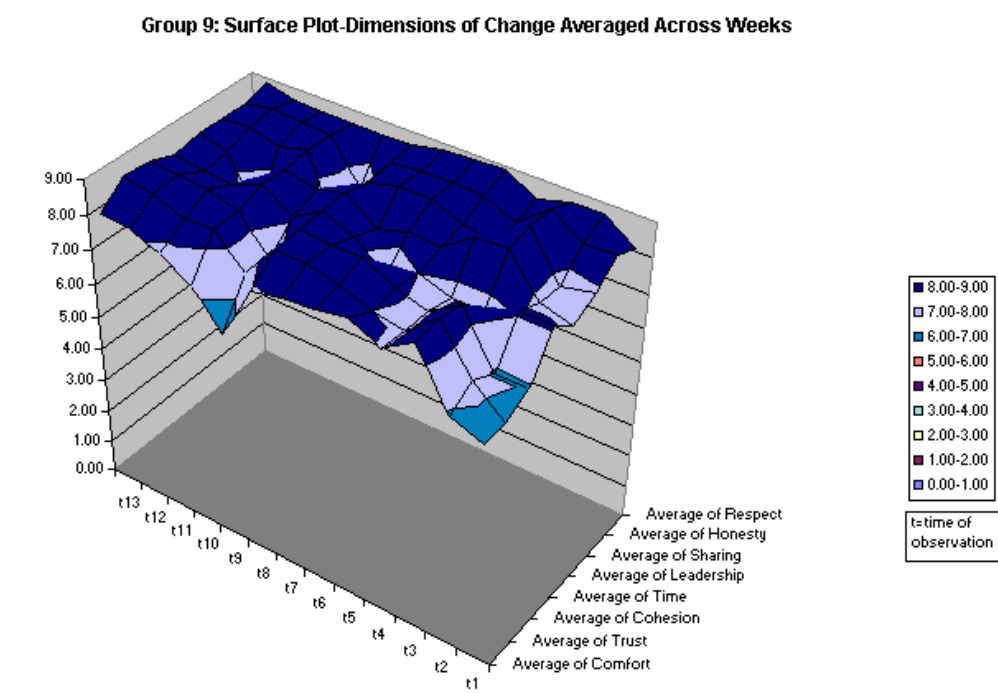 Group 9: Surface Plot-Dimensions of Change Averaged Across Weeks
9.00
8.00
7.00
6.00
5.00
4.00
3.00
2.00
1.00
0.00
t13
t12
t11
t10
t9
t8
t7
t6
t5
t4
t3
t2
t1
Average of Respect
Average of Honesty
Average of Sharing
Average of Leadership
Average of Time
Average of Cohesion
Average of Trust
Average of Comfort
8.00-9.00
7.00-8.00
6.00-7.00
5.00-6.00
4.00-5.00
3.00-4.00
2.00-3.00
1.00-2.00
0.00-1.00
t=time of
observation